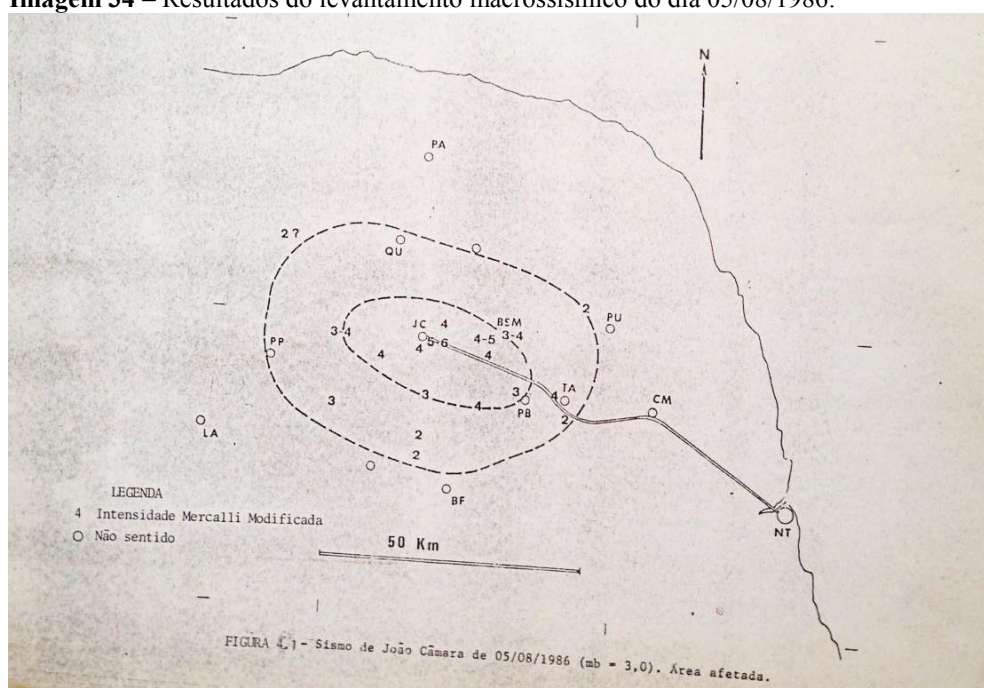 Imagem 34 – Resultados do levantamento macrossísmico do dia 05/08/1986.
N
PA
2?
QU
2
PU
JC 4 BSM
3-4 5-6 4-5 3-4
PP 4 4 4
3 3 4 3 4 TA
PB
2 CM
LA 2
2
BF
LEGENDA
4 Intensidade Mercalli Modificada
O Não sentido
50 Km
NT
FIGURA 4.1- Sismo de João Câmara de 05/08/1986 (mb = 3,0). Área afetada.